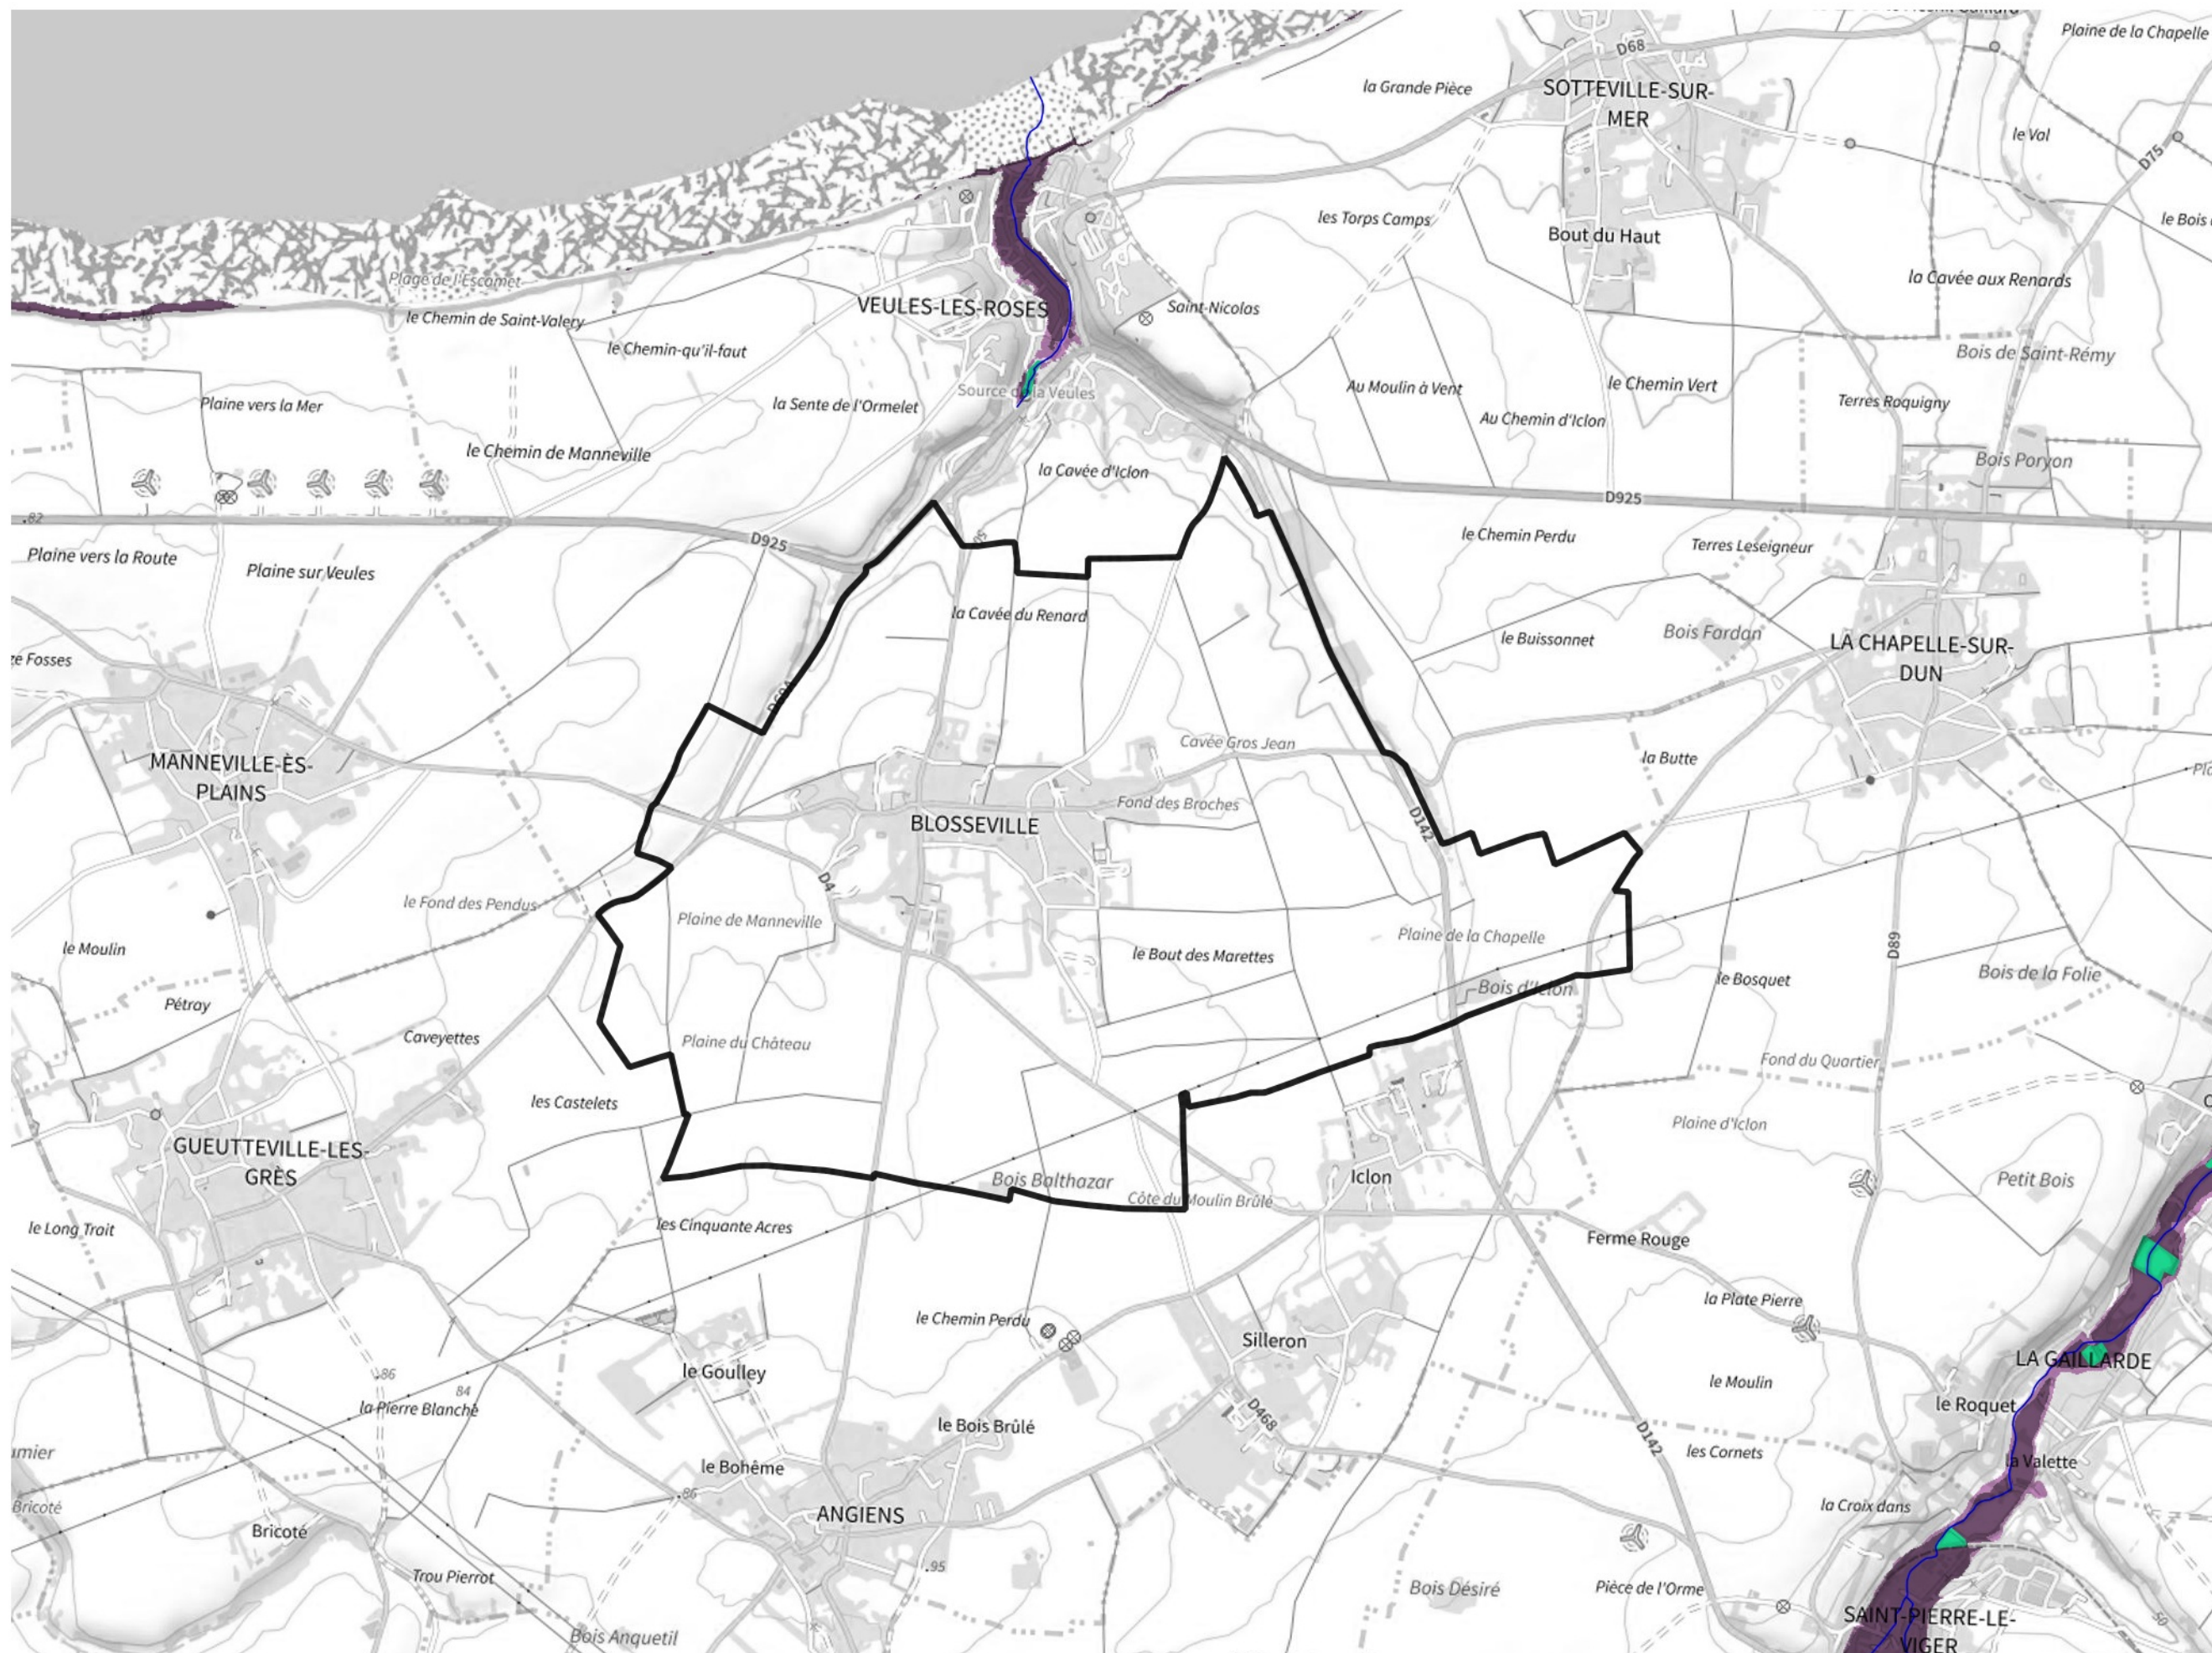 Plaine de la Chapelle
D68
la Grande Pièce
SOTTEVILLE-SUR-
MER
le Val
D75
les Torps Camps
Bout du Haut
la Cavée aux Renards
Plage de l'Escamet
le Chemin de Saint-Valery
VEULES-LES-ROSES
Saint-Nicolas
le Chemin-qu'il-faut
Bois de Saint-Rémy
Source de la Veules
Au Moulin à Vent
le Chemin Vert
Plaine vers la Mer
la Sente de l'Ormelet
Au Chemin d'Iclon
Terres Roquigny
le Chemin de Manneville
la Cavée d'Iclon
Bois Poryon
D925
.82
D925
50
le Chemin Perdu
Terres Leseigneur
Plaine vers la Route
Plaine sur Veules
la Cavée du Renard
le Buissonnet
Bois Fardan
LA CHAPELLE-SUR-
DUN
MANNEVILLE-ÈS-
PLAINS
Cavée Gros Jean
la Butte
Fond des Broches
BLOSSEVILLE
D142
D4
le Fond des Pendus
Plaine de Manneville
Plaine de la Chapelle
D89
le Moulin
le Bout des Marettes
Bois d'Iclon
le Bosquet
Bois de la Folie
Pétray
Caveyettes
Plaine du Château
Fond du Quartier
les Castelets
Plaine d'Iclon
GUEUTTEVILLE-LES-
GRÈS
Bois Balthazar
Côte du Moulin Brûlé
Iclon
Petit Bois
le Long Trait
les Cinquante Acres
Ferme Rouge
la Plate Pierre
le Chemin Perdu
Silleron
LA GAILLARDE
le Goulley
86
84
la Pierre Blanche
le Moulin
le Roquet
D468
le Bois Brûlé
D142
les Cornets
la Valette
le Bohême
.86
Bricoté
la Croix dans
ANGIENS
Bricoté
.95
Trou Pierrot
Bois Désiré
Pièce de l'Orme
SAINT-PIERRE-LE-
VIGER
50
Bois Anquetil